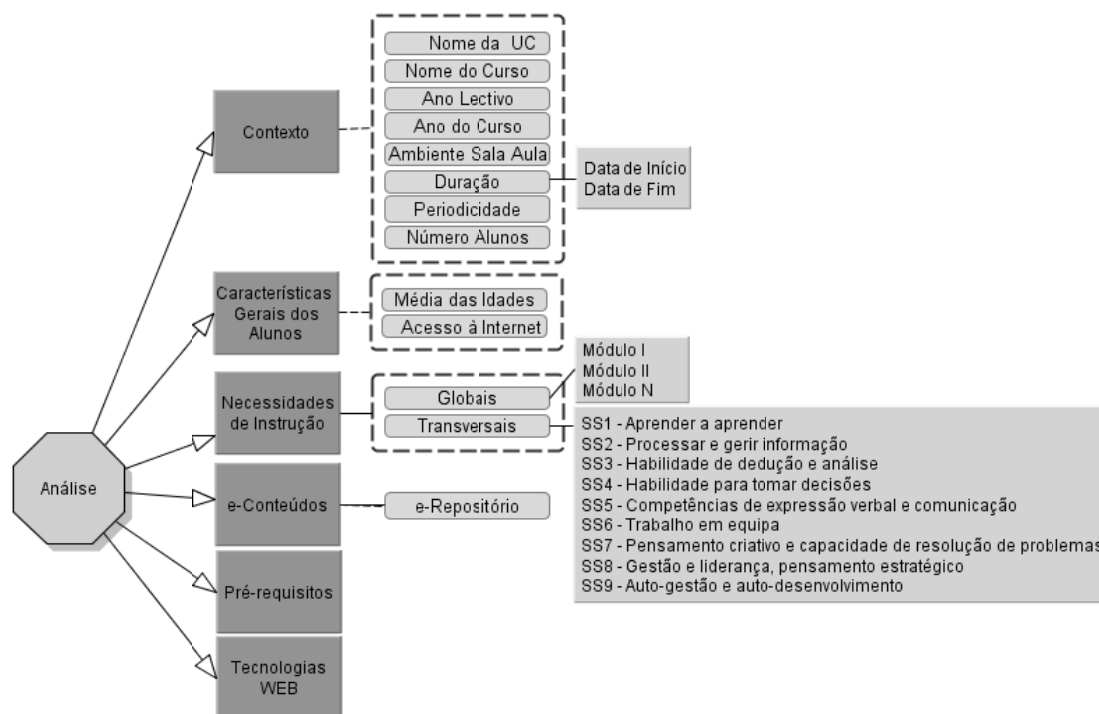 Análise
Contexto
Nome da UC
Nome do Curso
Ano Lectivo
Ano do Curso
Ambiente Sala Aula
Duração
Periodicidade
Número Alunos
Data de Início
Data de Fim
Características
Gerais dos
Alunos
Média das Idades
Acesso à Internet
Necessidades
de Instrução
Globais
Transversais
Módulo I
Módulo II
Módulo N
SS1 - Aprender a aprender
SS2 - Processar e gerir informação
SS3 - Habilidade de dedução e análise
SS4 - Habilidade para tomar decisões
SS5 - Competências de expressão verbal e comunicação
SS6 - Trabalho em equipa
SS7 - Pensamento criativo e capacidade de resolução de problemas
SS8 - Gestão e liderança, pensamento estratégico
SS9 - Auto-gestão e auto-desenvolvimento
e-Conteúdos
e-Repositório
Pré-requisitos
Tecnologias
WEB